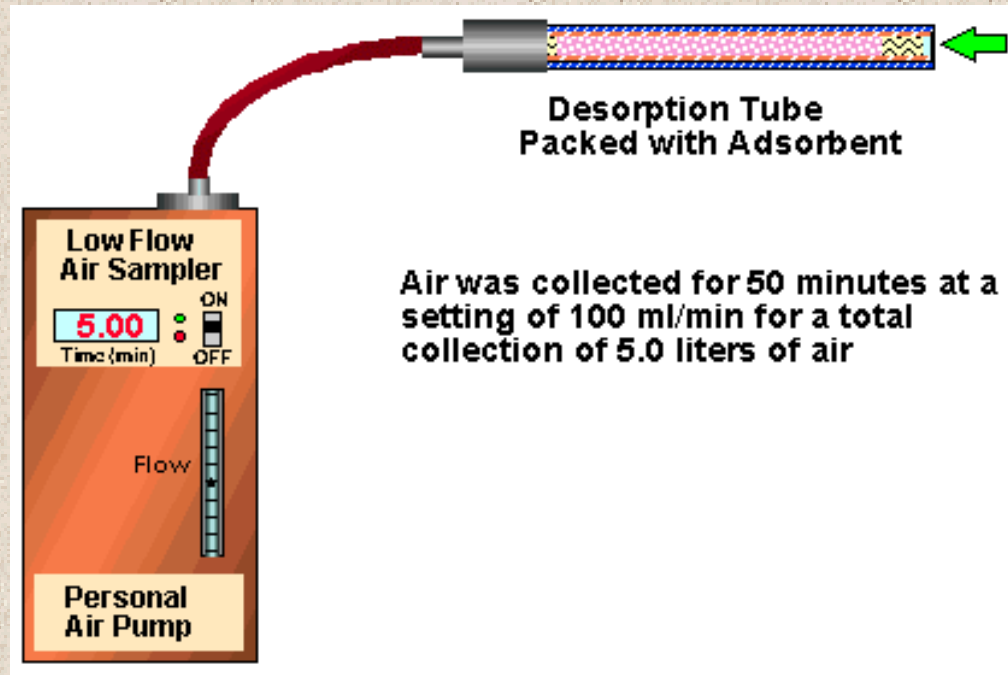 Desorption Tube
Packed with Adsorbent
Low Flow
Air Sampler
ON
5.00
Time (min)
OFF
Air was collected for 50 minutes at a
setting of 100 ml/min for a total
collection of 5.0 liters of air
Flow
Personal
Air Pump